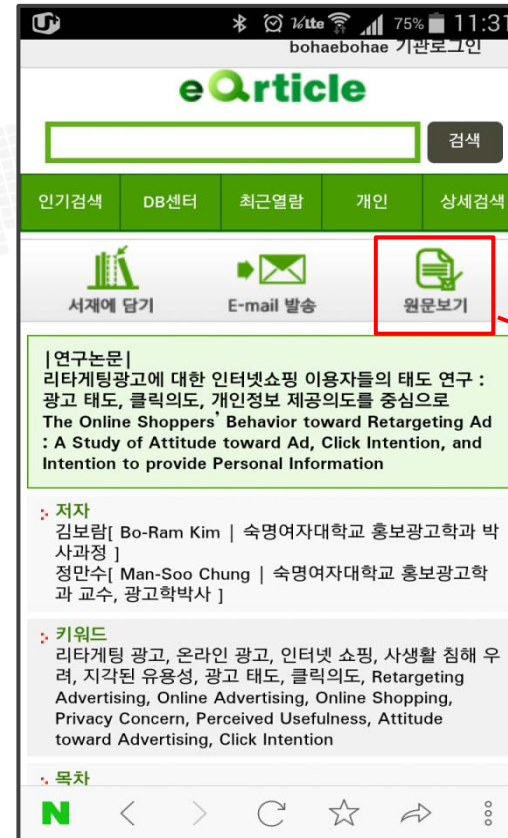 75% 11:31
bohaebohae 기관로그인
eArticle
검색
인기검색 DB센터 최근열람 개인 상세검색
서재에 담기 E-mail 발송 원문보기
|연구논문|
리타게팅광고에 대한 인터넷쇼핑 이용자들의 태도 연구 :
광고 태도, 클릭의도, 개인정보 제공의도를 중심으로
The Online Shoppers' Behavior toward Retargeting Ad
: A Study of Attitude toward Ad, Click Intention, and
Intention to provide Personal Information
저자
김보람[ Bo-Ram Kim | 숙명여자대학교 홍보광고학과 박
사과정 ]
정만수[ Man-Soo Chung | 숙명여자대학교 홍보광고학
과 교수, 광고학박사 ]
키워드
리타게팅 광고, 온라인 광고, 인터넷 쇼핑, 사생활 침해 우
려, 지각된 유용성, 광고 태도, 클릭의도, Retargeting
Advertising, Online Advertising, Online Shopping,
Privacy Concern, Perceived Usefulness, Attitude
toward Advertising, Click Intention
목차
N